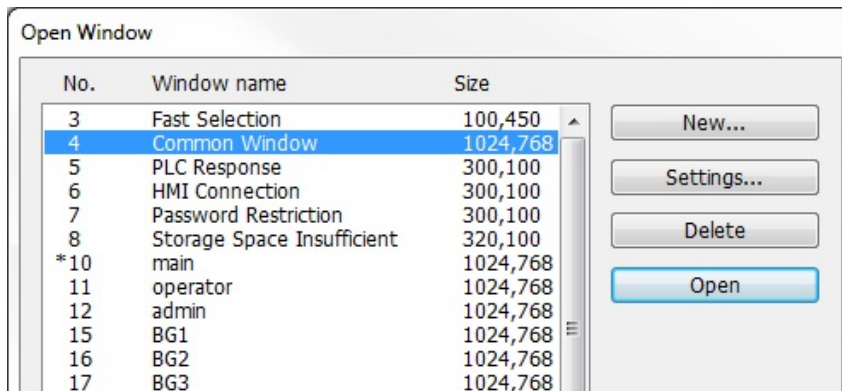 Open Window
No. Window name Size
3 Fast Selection 100,450
4 Common Window 1024,768
5 PLC Response 300,100
6 HMI Connection 300,100
7 Password Restriction 300,100
8 Storage Space Insufficient 320,100
*10 main 1024,768
11 operator 1024,768
12 admin 1024,768
15 BG1 1024,768
16 BG2 1024,768
17 BG3 1024,768
New...
Settings...
Delete
Open